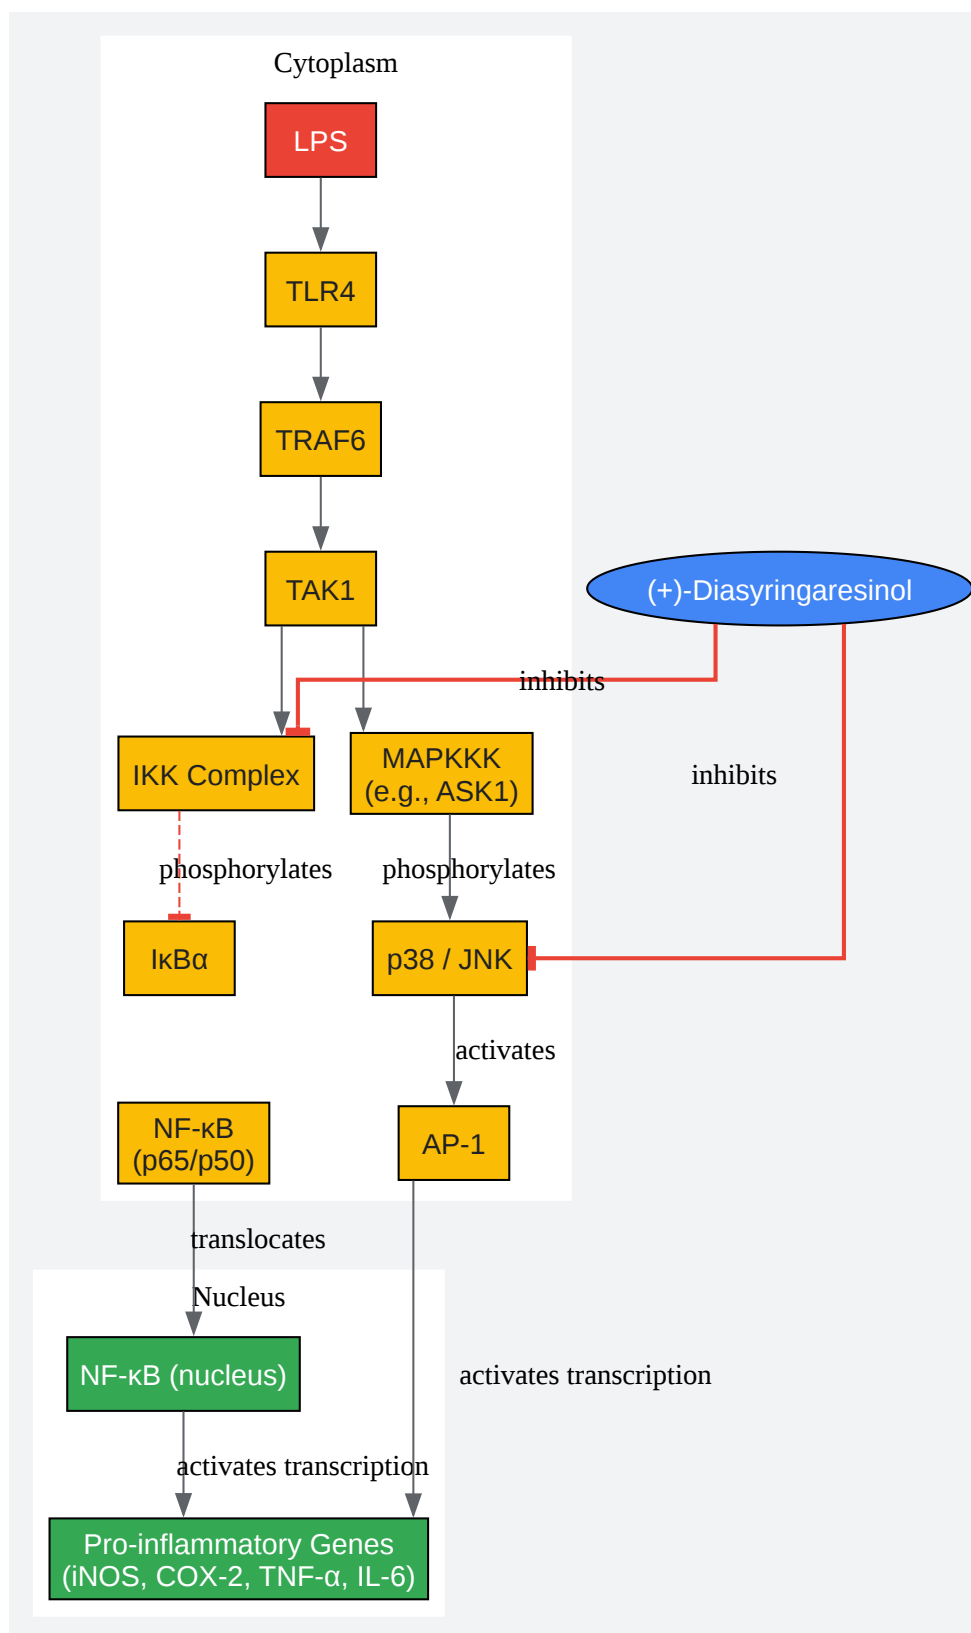 Cytoplasm
LPS
TLR4
TRAF6
TAK1
(+)-Diasyringaresinol
inhibits
IKK Complex
MAPKKK
(e.g., ASK1)
inhibits
phosphorylates
phosphorylates
IκBα
p38 / JNK
activates
NF-κB
(p65/p50)
AP-1
translocates
Nucleus
NF-κB (nucleus)
activates transcription
activates transcription
Pro-inflammatory Genes
(iNOS, COX-2, TNF-α, IL-6)